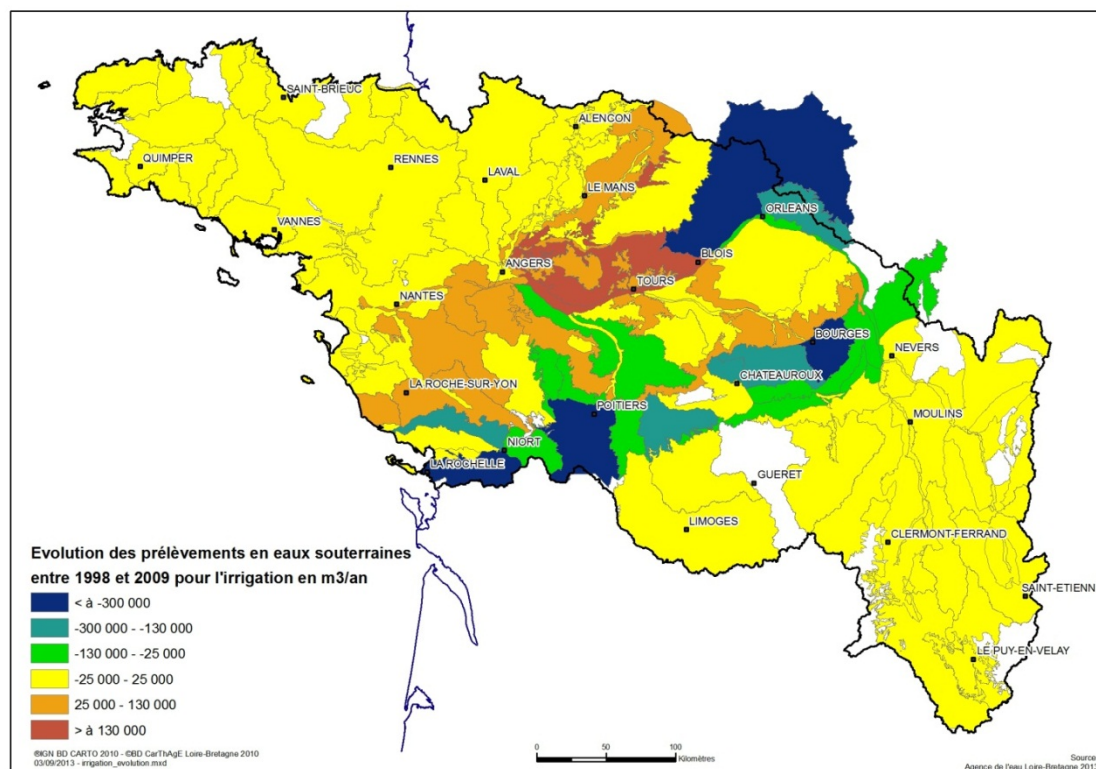 SAINT-BRIEUC
ALENCON
QUIMPER
RENNES
LAVAL
LE MANS
ORLEANS
VANNES
ANGERS
BLOIS
TOURS
NANTES
BOURGES
NEVERS
CHATEAUROUX
LA ROCHE-SUR-YON
POITIERS
MOULINS
NIORT
LA ROCHELLE
GUERET
LIMOGES
CLERMONT-FERRAND
SAINT-ETIENN
LE PUY-EN-VELAY
Evolution des prélèvements en eaux souterraines
entre 1998 et 2009 pour l'irrigation en m3/an
< à -300 000
-300 000 - -130 000
-130 000 - -25 000
-25 000 - 25 000
25 000 - 130 000
> à 130 000
©IGN BD CARTO 2010 - ©BD CarThAgE Loire-Bretagne 2010
03/09/2013 - irrigation_evolution.mxd
0 50 100
Kilomètres
Source
Agence de l'eau Loire-Bretagne 2013